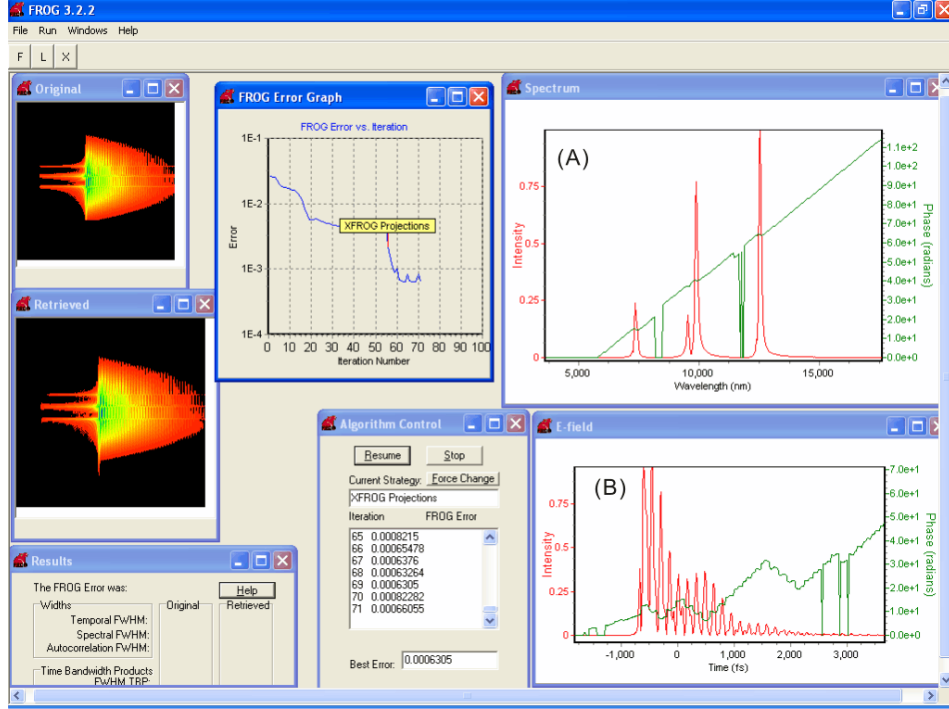 FROG 3.2.2
File Run Windows Help
F L X
Original
FROG Error Graph
FROG Error vs. Iteration
1E-1
1E-2
1E-3
1E-4
Error
XFROG Projections
0 10 20 30 40 50 60 70 80 90 100
Iteration Number
Spectrum
(A)
0.75
0.5
0.25
0
Intensity
1.1e+2
1.0e+2
9.0e+1
8.0e+1
7.0e+1
6.0e+1
5.0e+1
4.0e+1
3.0e+1
2.0e+1
1.0e+1
0.0e+0
Phase (radians)
5,000 10,000 15,000
Wavelength (nm)
Retrieved
Algorithm Control
Resume Stop
Current Strategy: Force Change
XFROG Projections
Iteration FROG Error
65 0.0008215
66 0.00065478
67 0.0006376
68 0.00063264
69 0.0006305
70 0.00082282
71 0.00066055
Best Error: 0.0006305
E-field
(B)
0.75
0.5
0.25
0
Intensity
7.0e+1
6.0e+1
5.0e+1
4.0e+1
3.0e+1
2.0e+1
1.0e+1
0.0e+0
Phase (radians)
-1,000 0 1,000 2,000 3,000
Time (fs)
Results
The FROG Error was: Help
Widths Original Retrieved
Temporal FWHM:
Spectral FWHM:
Autocorrelation FWHM:
Time Bandwidth Products
FWHM TBP: